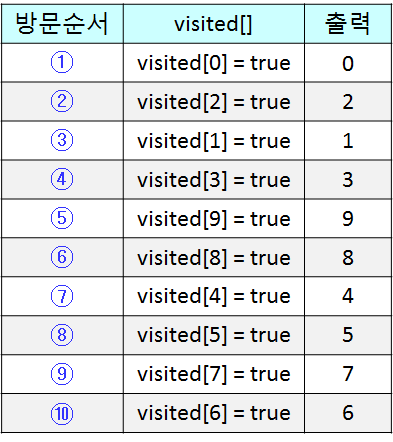 방문순서 visited[] 출력
① visited[0] = true 0
② visited[2] = true 2
③ visited[1] = true 1
④ visited[3] = true 3
⑤ visited[9] = true 9
⑥ visited[8] = true 8
⑦ visited[4] = true 4
⑧ visited[5] = true 5
⑨ visited[7] = true 7
⑩ visited[6] = true 6